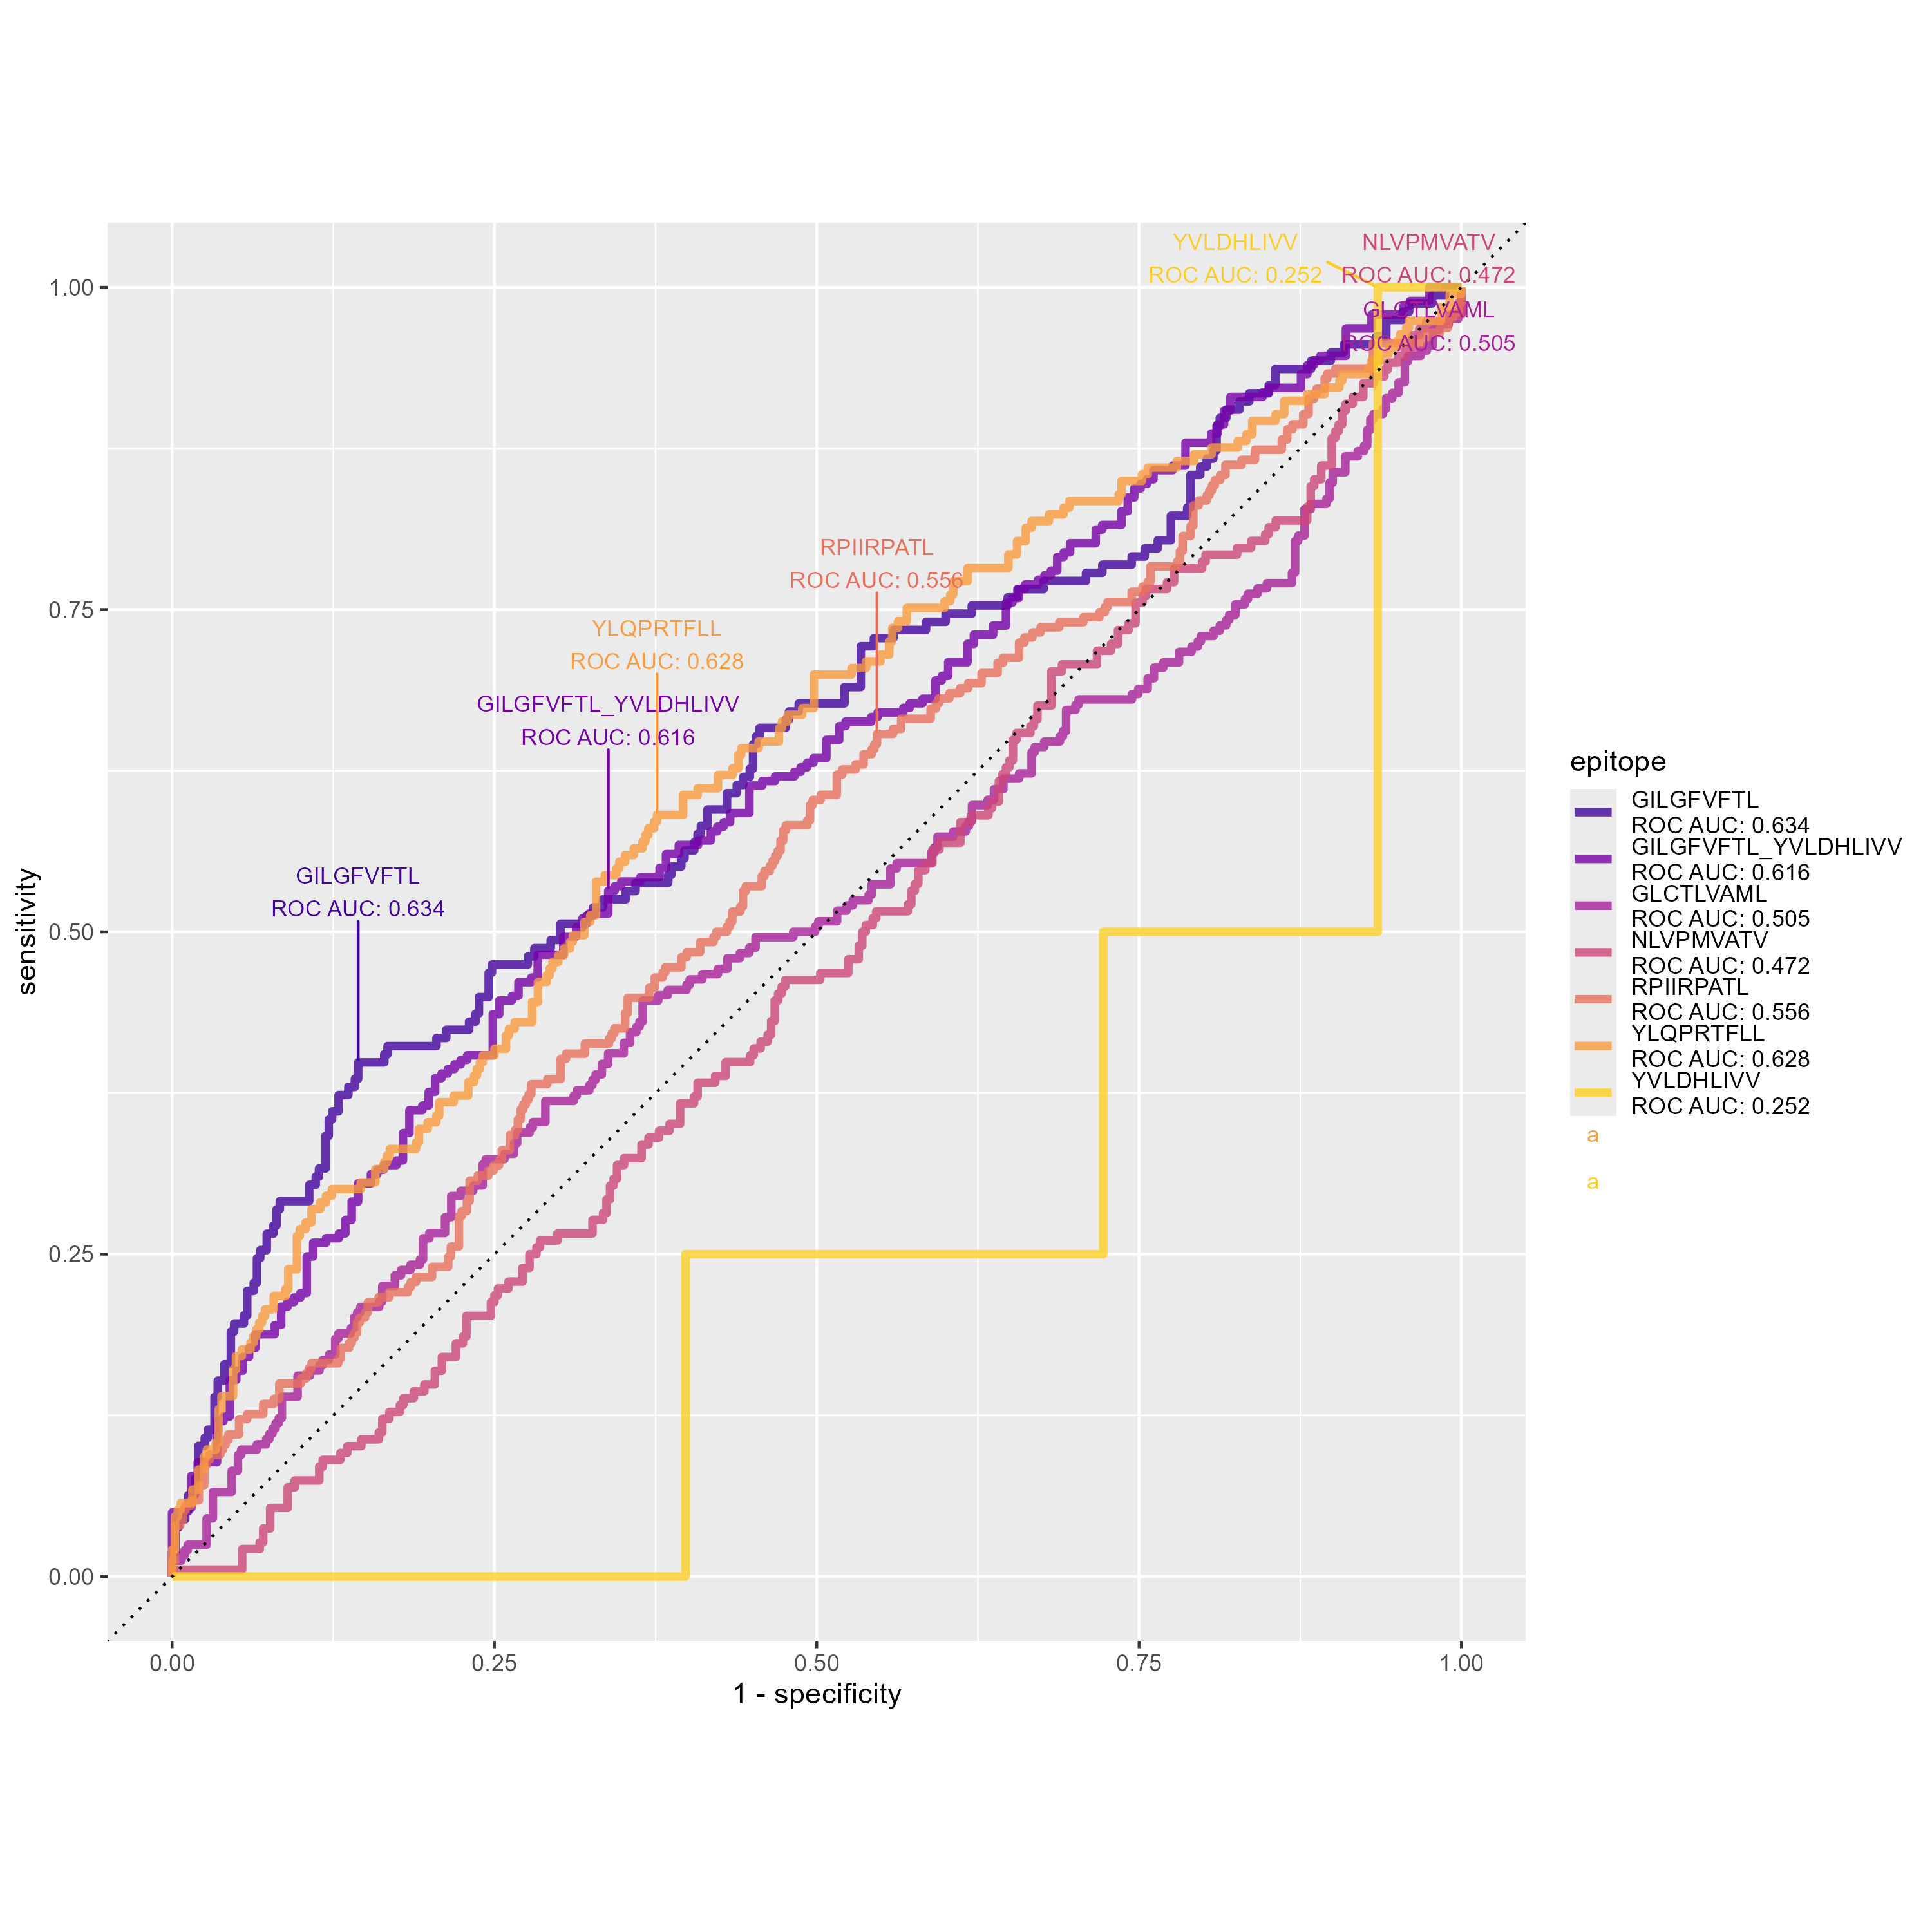 YVLDHLIVV
ROC AUC: 0.252
NLVPMVATV
ROC AUC: 0.472
GLCTLVAML
ROC AUC: 0.505
RPIIRPATL
ROC AUC: 0.556
YLQPRTFLL
ROC AUC: 0.628
GILGFVFTL_YVLDHLIVV
ROC AUC: 0.616
GILGFVFTL
ROC AUC: 0.634
1.00
0.75
0.50
0.25
0.00
sensitivity
0.00
0.25
0.50
0.75
1.00
1 - specificity
epitope
GILGFVFTL
ROC AUC: 0.634
GILGFVFTL_YVLDHLIVV
ROC AUC: 0.616
GLCTLVAML
ROC AUC: 0.505
NLVPMVATV
ROC AUC: 0.472
RPIIRPATL
ROC AUC: 0.556
YLQPRTFLL
ROC AUC: 0.628
YVLDHLIVV
ROC AUC: 0.252
a
a